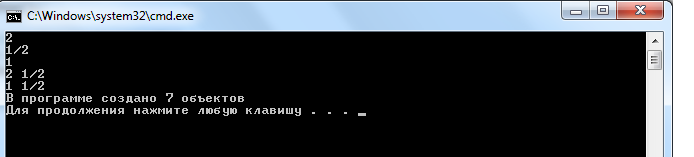 C:\Windows\system32\cmd.exe
2
1/2
1
2 1/2
1 1/2
В программе создано 7 объектов
Для продолжения нажмите любую клавишу . . . _